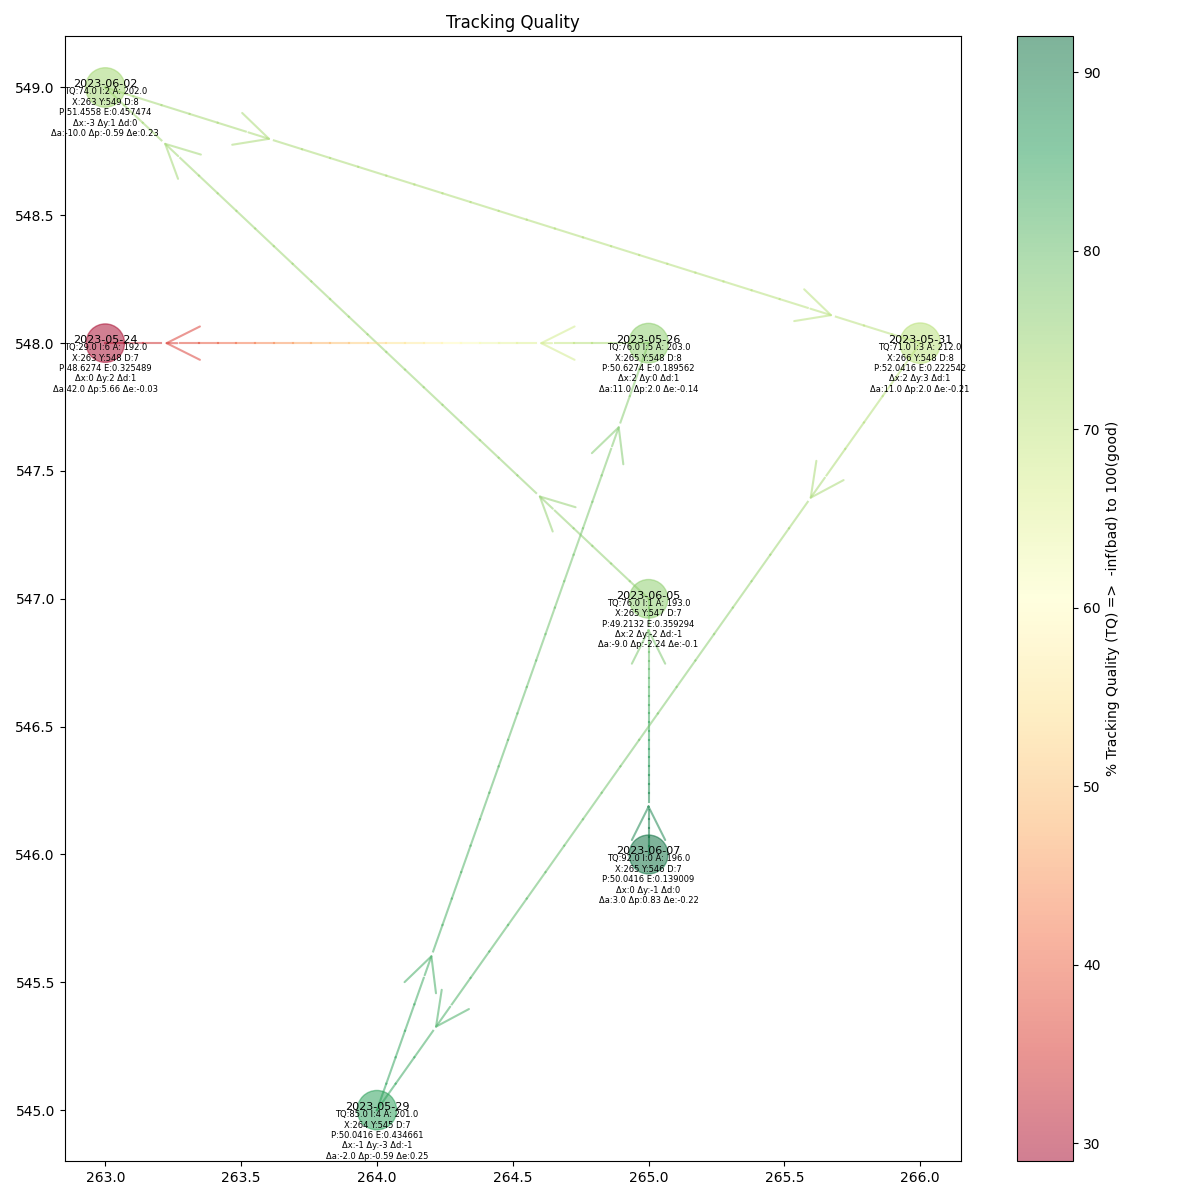 Tracking Quality
549.0
548.5
548.0
547.5
547.0
546.5
546.0
545.5
545.0
2023-06-02
TQ:74.0 I:2 A: 202.0
X:263 Y:549 D:8
P:51.4558 E:0.457474
Δx:-3 Δy:1 Δd:0
Δa:-10.0 Δp:-0.59 Δe:0.23
2023-05-24
TQ:29.0 I:6 A: 192.0
X:263 Y:548 D:7
P:48.6274 E:0.325489
Δx:0 Δy:2 Δd:1
Δa:42.0 Δp:5.66 Δe:-0.03
2023-05-26
TQ:76.0 I:5 A: 203.0
X:265 Y:548 D:8
P:50.6274 E:0.189562
Δx:2 Δy:0 Δd:1
Δa:11.0 Δp:2.0 Δe:-0.14
2023-05-31
TQ:71.0 I:3 A: 212.0
X:266 Y:548 D:8
P:52.0416 E:0.222542
Δx:2 Δy:3 Δd:1
Δa:11.0 Δp:2.0 Δe:-0.21
2023-06-05
TQ:76.0 I:1 A: 193.0
X:265 Y:547 D:7
P:49.2132 E:0.359294
Δx:2 Δy:-2 Δd:-1
Δa:-9.0 Δp:-2.24 Δe:-0.1
2023-06-07
TQ:92.0 I:0 A: 196.0
X:265 Y:546 D:7
P:50.0416 E:0.139009
Δx:0 Δy:-1 Δd:0
Δa:3.0 Δp:0.83 Δe:-0.22
2023-05-29
TQ:85.0 I:4 A: 201.0
X:264 Y:545 D:7
P:50.0416 E:0.434661
Δx:-1 Δy:-3 Δd:-1
Δa:-2.0 Δp:-0.59 Δe:0.25
263.0
263.5
264.0
264.5
265.0
265.5
266.0
90
80
70
60
50
40
30
% Tracking Quality (TQ) => -inf(bad) to 100(good)